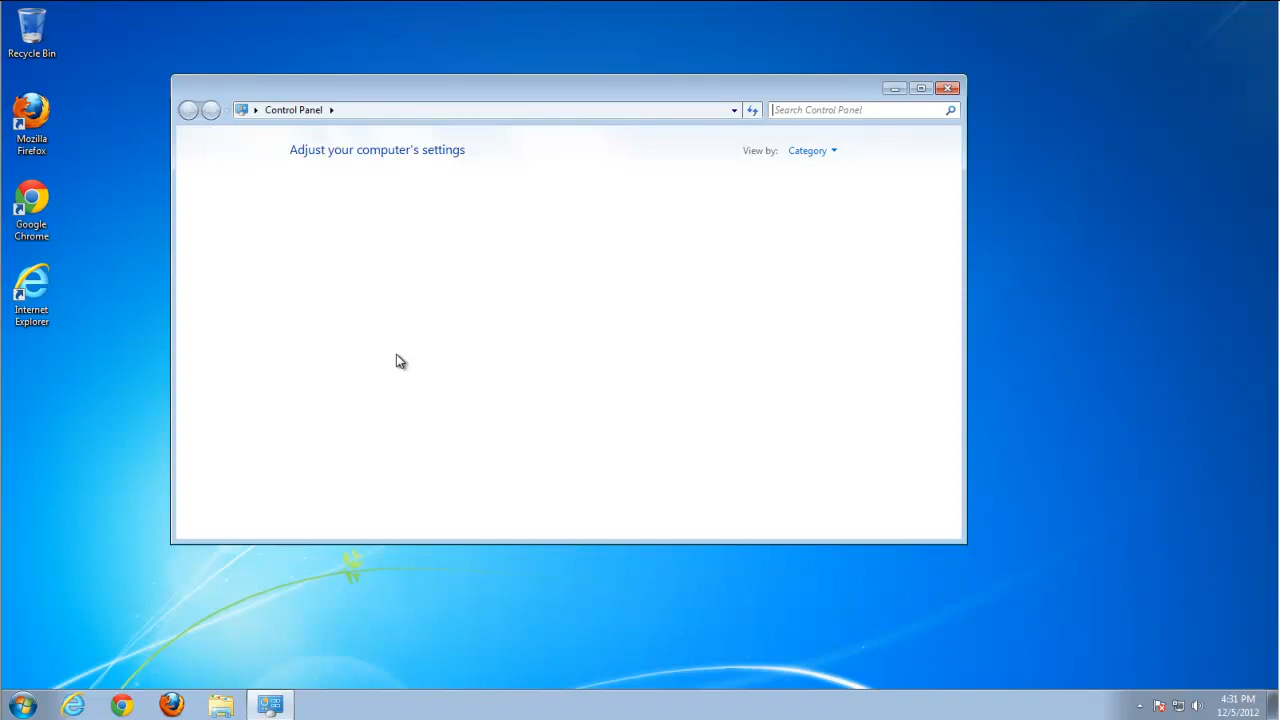 Recycle Bin
Mozilla
Firefox
Google
Chrome
Internet
Explorer
Control Panel
Search Control Panel
Adjust your computer's settings
View by: Category
4:31 PM
12/5/2012